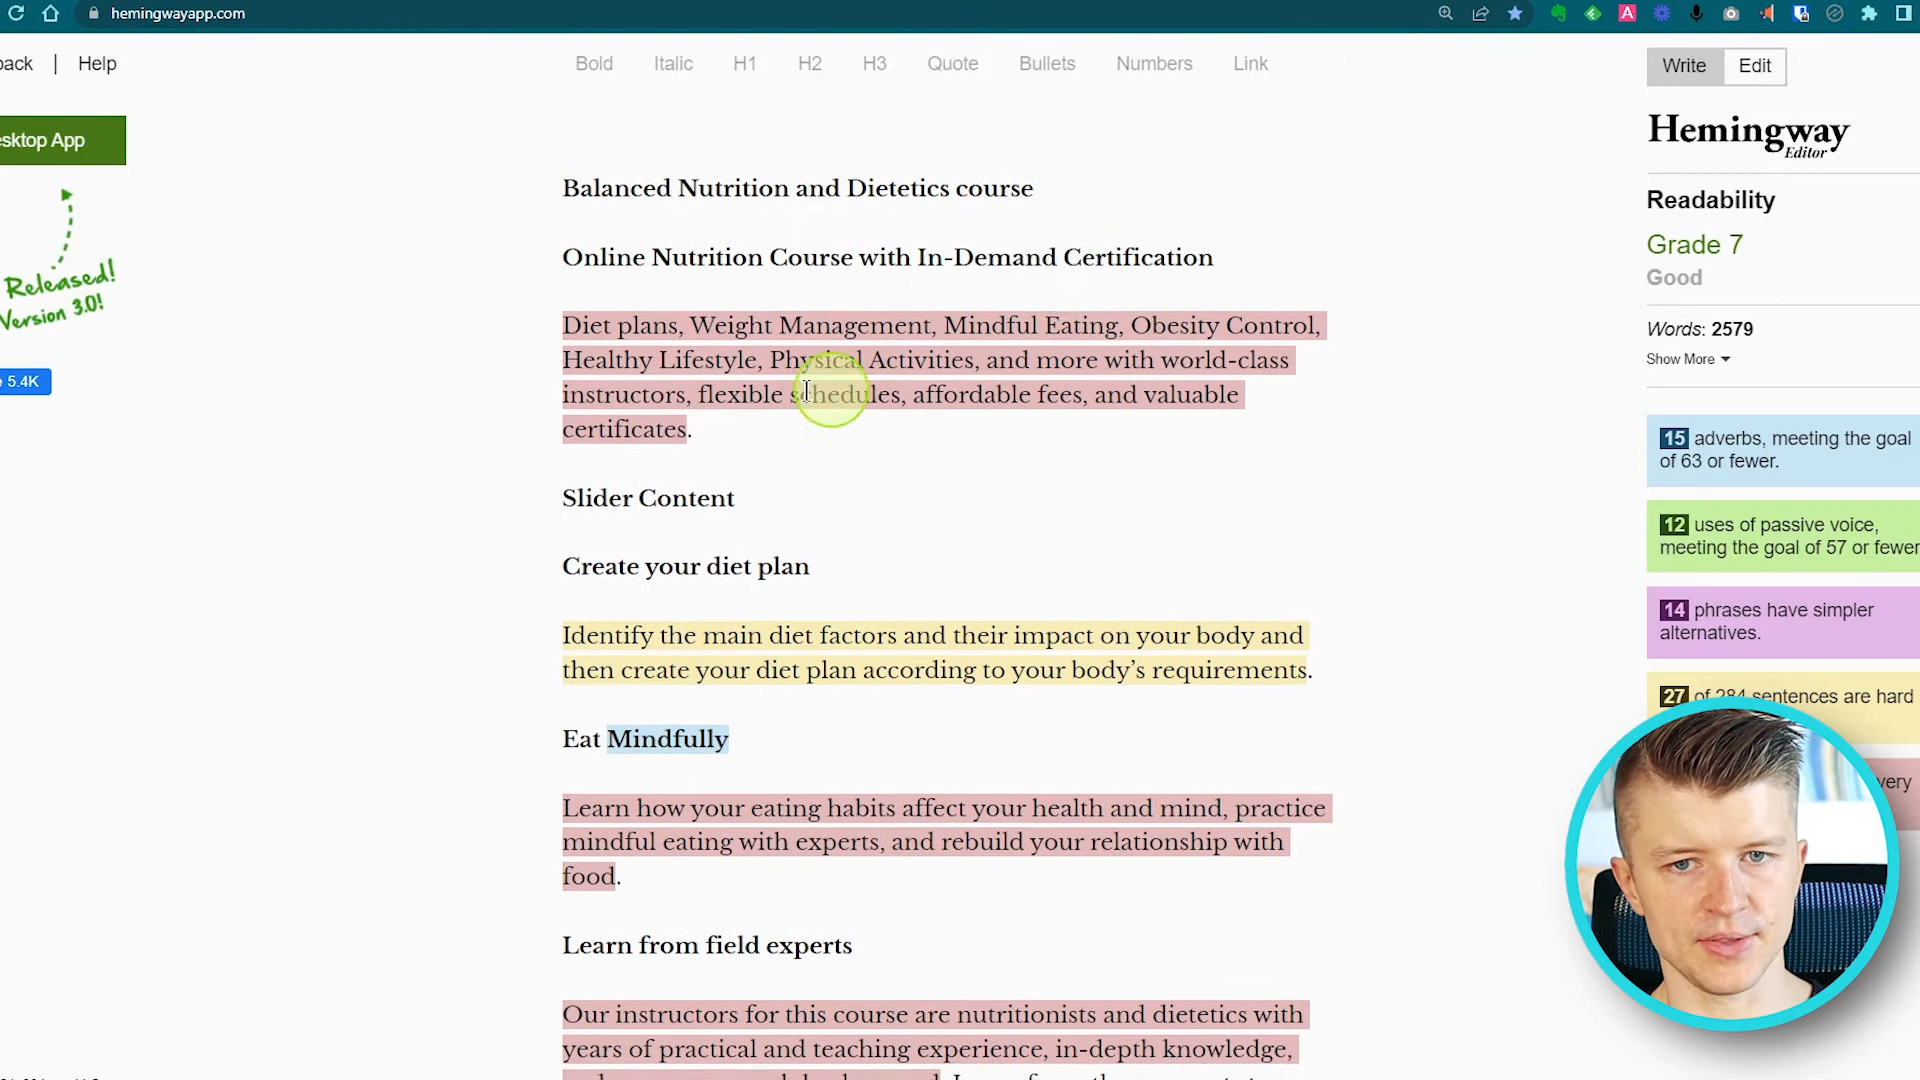 hemingwayapp.com
Help
Bold Italic H1 H2 H3 Quote Bullets Numbers Link
Write Edit
sktop App
Released!
Version 3.0!
5.4K
Balanced Nutrition and Dietetics course
Online Nutrition Course with In-Demand Certification
Diet plans, Weight Management, Mindful Eating, Obesity Control,
Healthy Lifestyle, Physical Activities, and more with world-class
instructors, flexible schedules, affordable fees, and valuable
certificates.
Slider Content
Create your diet plan
Identify the main diet factors and their impact on your body and
then create your diet plan according to your body’s requirements.
Eat Mindfully
Learn how your eating habits affect your health and mind, practice
mindful eating with experts, and rebuild your relationship with
food.
Learn from field experts
Our instructors for this course are nutritionists and dietetics with
years of practical and teaching experience, in-depth knowledge,
Hemingway
Editor
Readability
Grade 7
Good
Words: 2579
Show More
15 adverbs, meeting the goal
of 63 or fewer.
12 uses of passive voice,
meeting the goal of 57 or fewer
14 phrases have simpler
alternatives.
27 of 284 sentences are hard
very